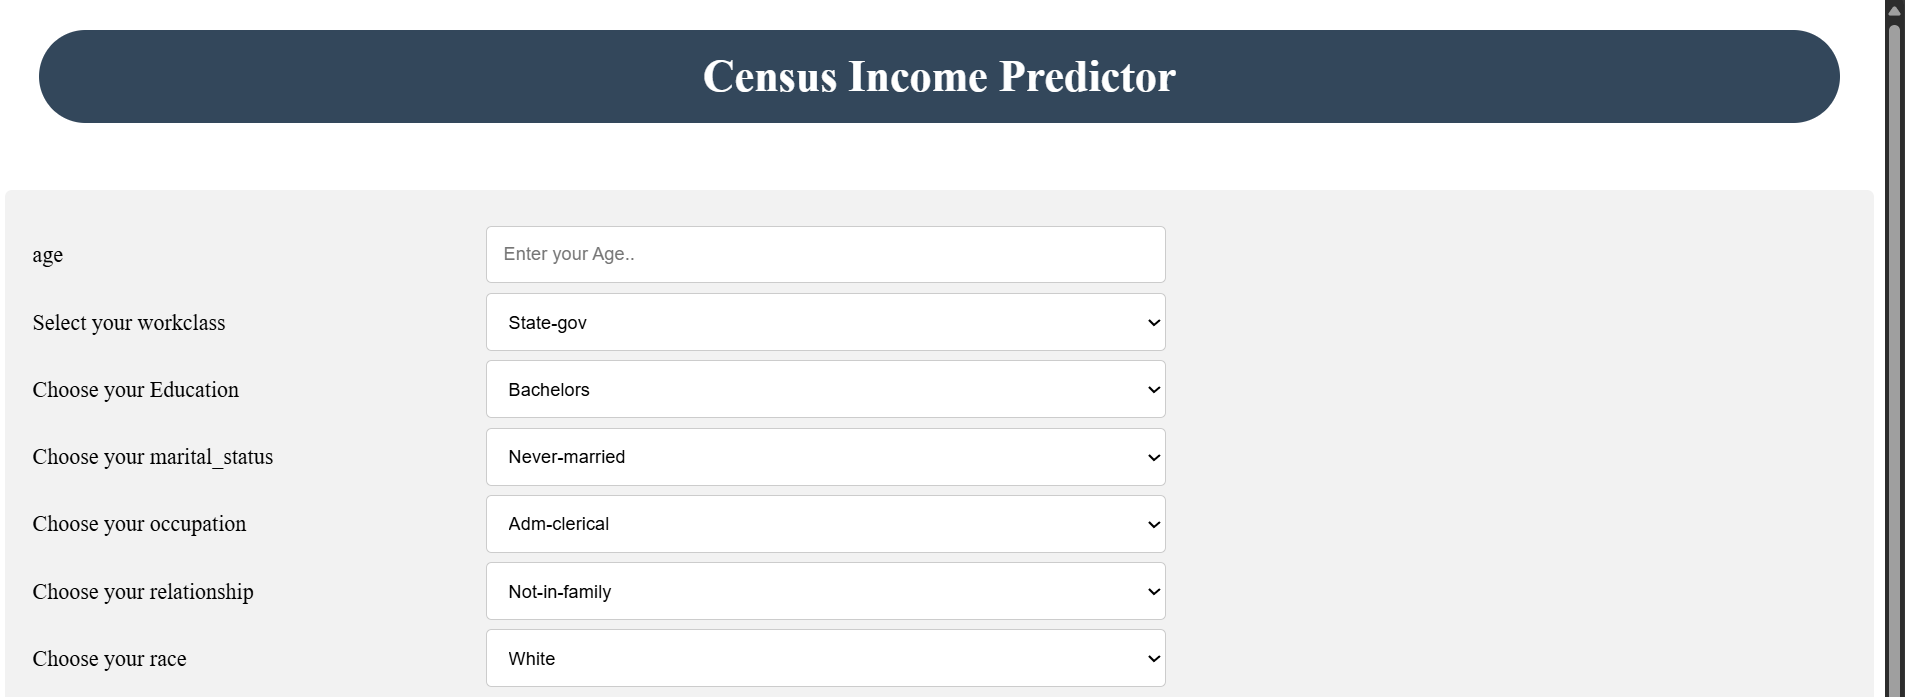 Census Income Predictor
age
Enter your Age..
Select your workclass
State-gov
Choose your Education
Bachelors
Choose your marital_status
Never-married
Choose your occupation
Adm-clerical
Choose your relationship
Not-in-family
Choose your race
White